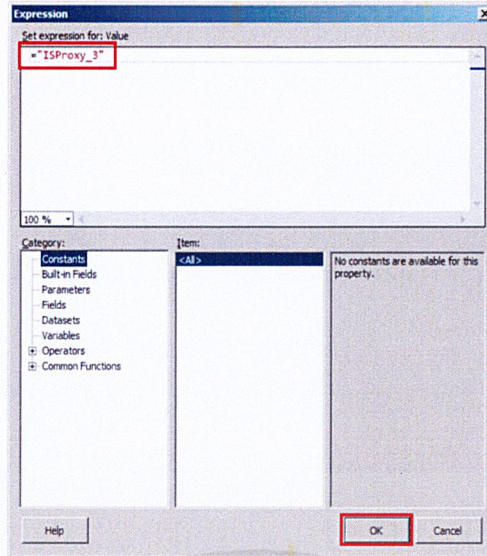 Expression
Set expression for: Value
="ISProxy_3"
100 %
Category:
Constants
Built-in Fields
Parameters
Fields
Datasets
Variables
Operators
Common Functions
Item:
<All>
No constants are available for this
property.
Help
OK
Cancel